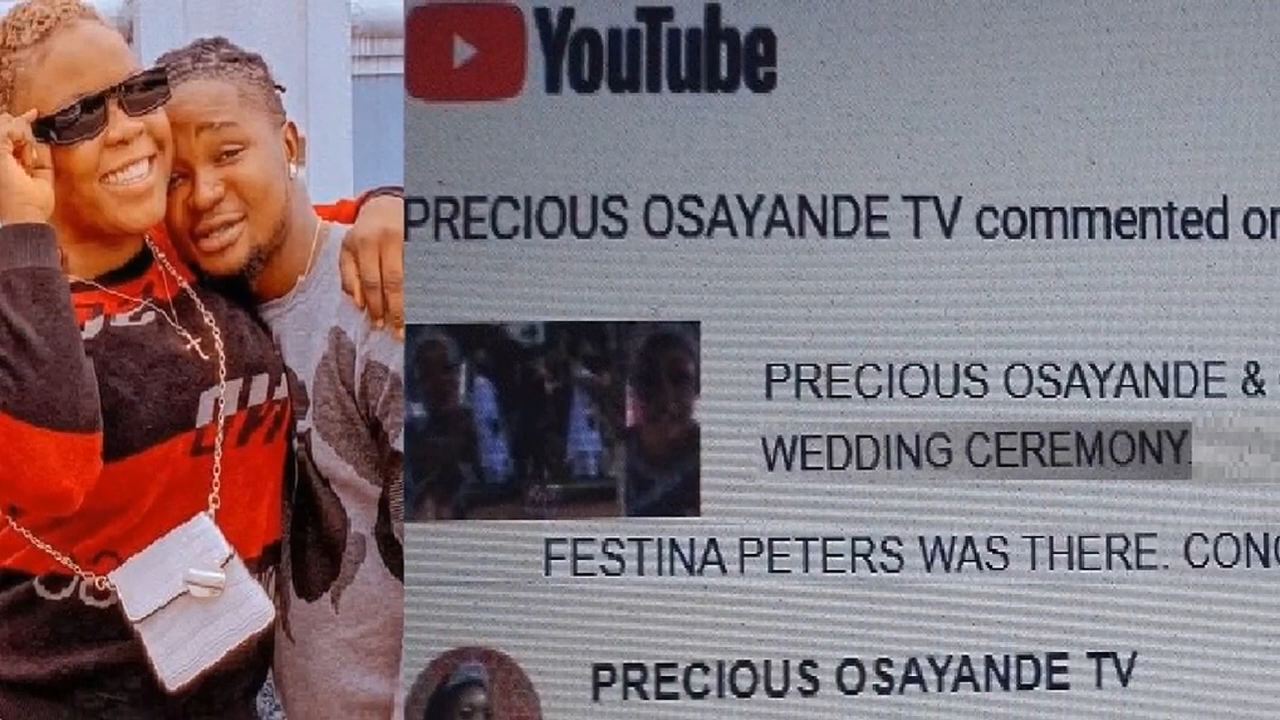 YouTube
PRECIOUS OSAYANDE TV commented on
PRECIOUS OSAYANDE &
WEDDING CEREMONY.
FESTINA PETERS WAS THERE. CONG
PRECIOUS OSAYANDE TV